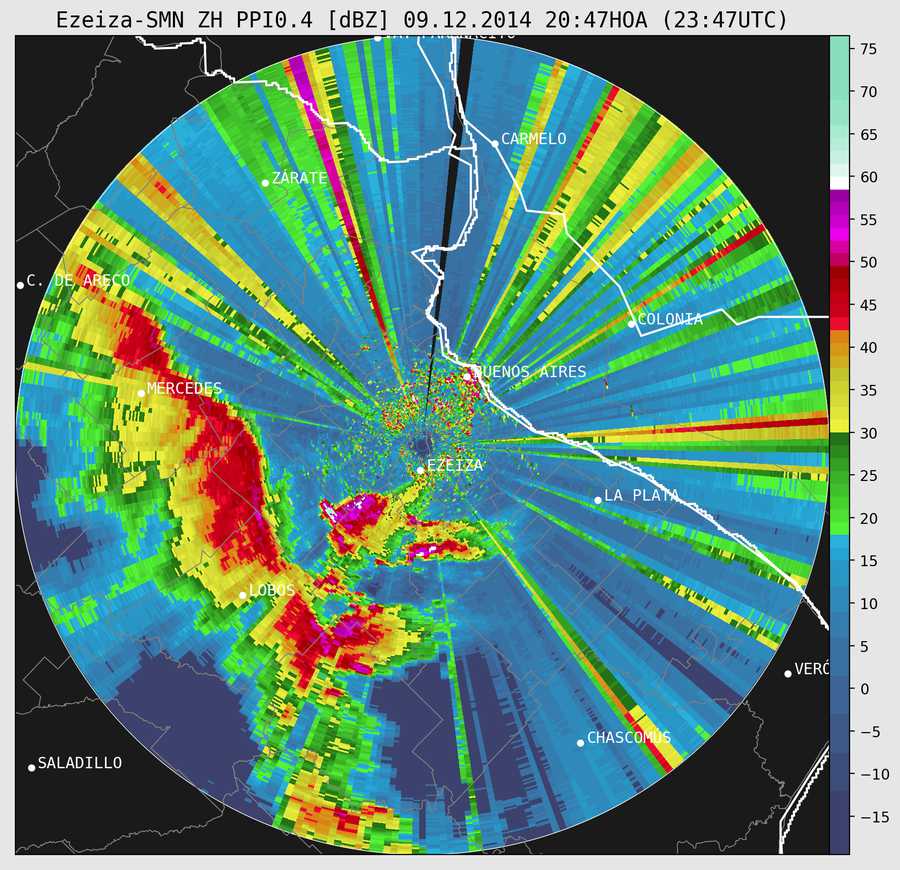 Ezeiza-SMN ZH PPI0.4 [dBZ] 09.12.2014 20:47HOA (23:47UTC)
CARMELO
ZÁRATE
C. DE ARECO
COLONIA
BUENOS AIRES
MERCEDES
EZEIZA
LA PLATA
LOBOS
VERÓ
CHASCOMÚS
SALADILLO
75
70
65
60
55
50
45
40
35
30
25
20
15
10
5
0
−5
−10
−15